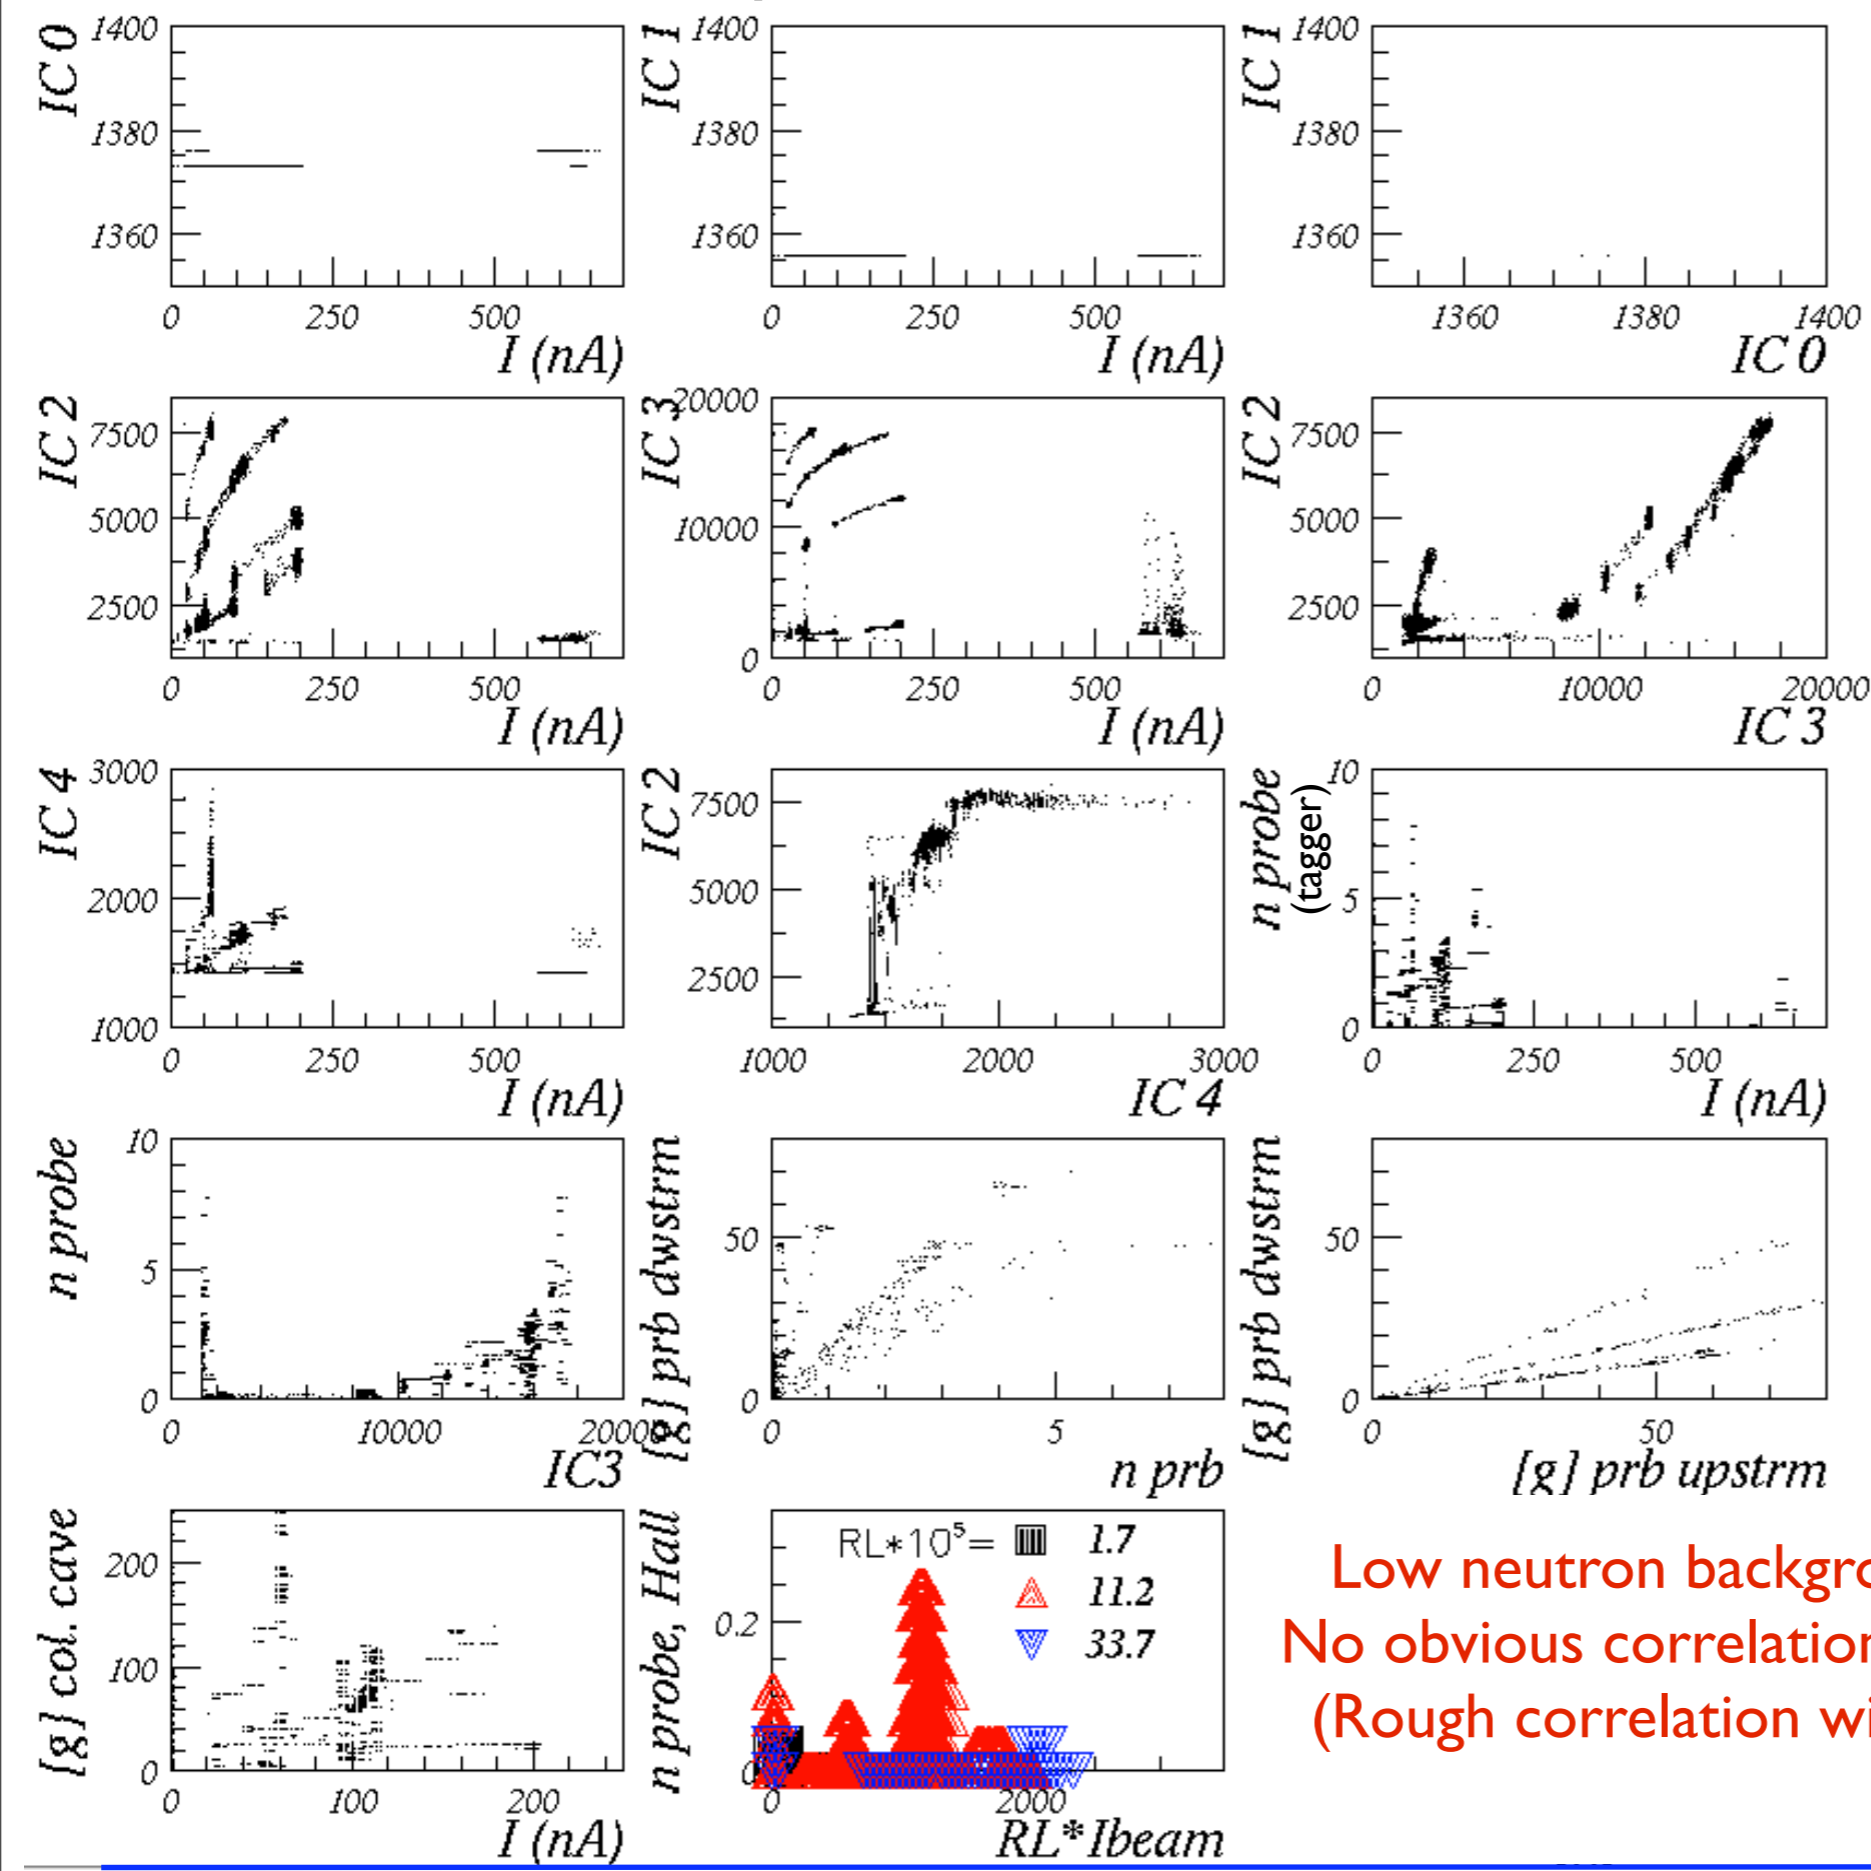 IC 0
1400
1380
1360
0 250 500
I (nA)
IC 1
1400
1380
1360
0 250 500
I (nA)
IC 1
1400
1380
1360
1360 1380 1400
IC 0
IC 2
7500
5000
2500
0 250 500
I (nA)
IC 3
20000
10000
0
0 250 500
I (nA)
IC 2
7500
5000
2500
0 10000 20000
IC 3
IC 4
3000
2000
1000
0 250 500
I (nA)
IC 2
7500
5000
2500
1000 2000 3000
IC 4
n probe
(tagger)
10
5
0
0 250 500
I (nA)
n probe
10
5
0
0 10000 20000
IC3
[g] prb dwstrm
50
0
0 5
n prb
[g] prb dwstrm
50
0
0 50
[g] prb upstrm
[g] col. cave
200
100
0
0 100 200
I (nA)
n probe, Hall
0.2
0
RL*10⁵= 1.7
11.2
33.7
0 2000
RL*Ibeam
Low neutron backgro
No obvious correlation
(Rough correlation wi